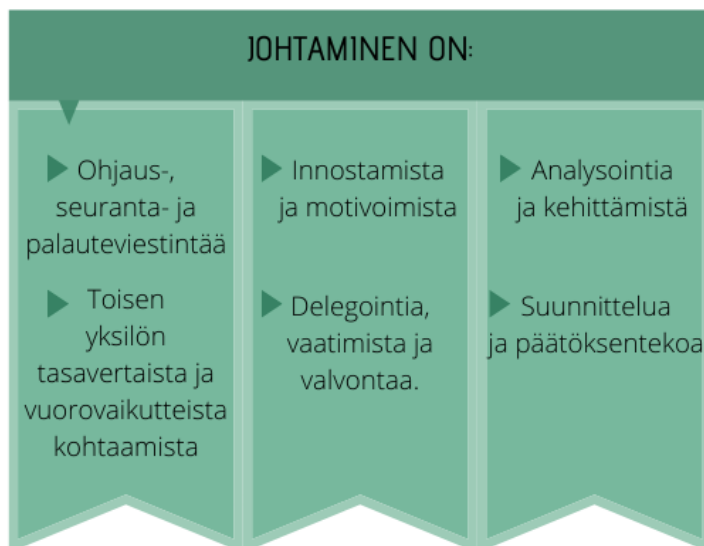 JOHTAMINEN ON:
Ohjaus-,
seuranta- ja
palauteviestintää
Toisen
yksilön
tasavertaista ja
vuorovaikutteista
kohtaamista
Innostamista
ja motivoimista
Delegointia,
vaatimista ja
valvontaa.
Analysointia
ja kehittämistä
Suunnittelua
ja päätöksentekoa